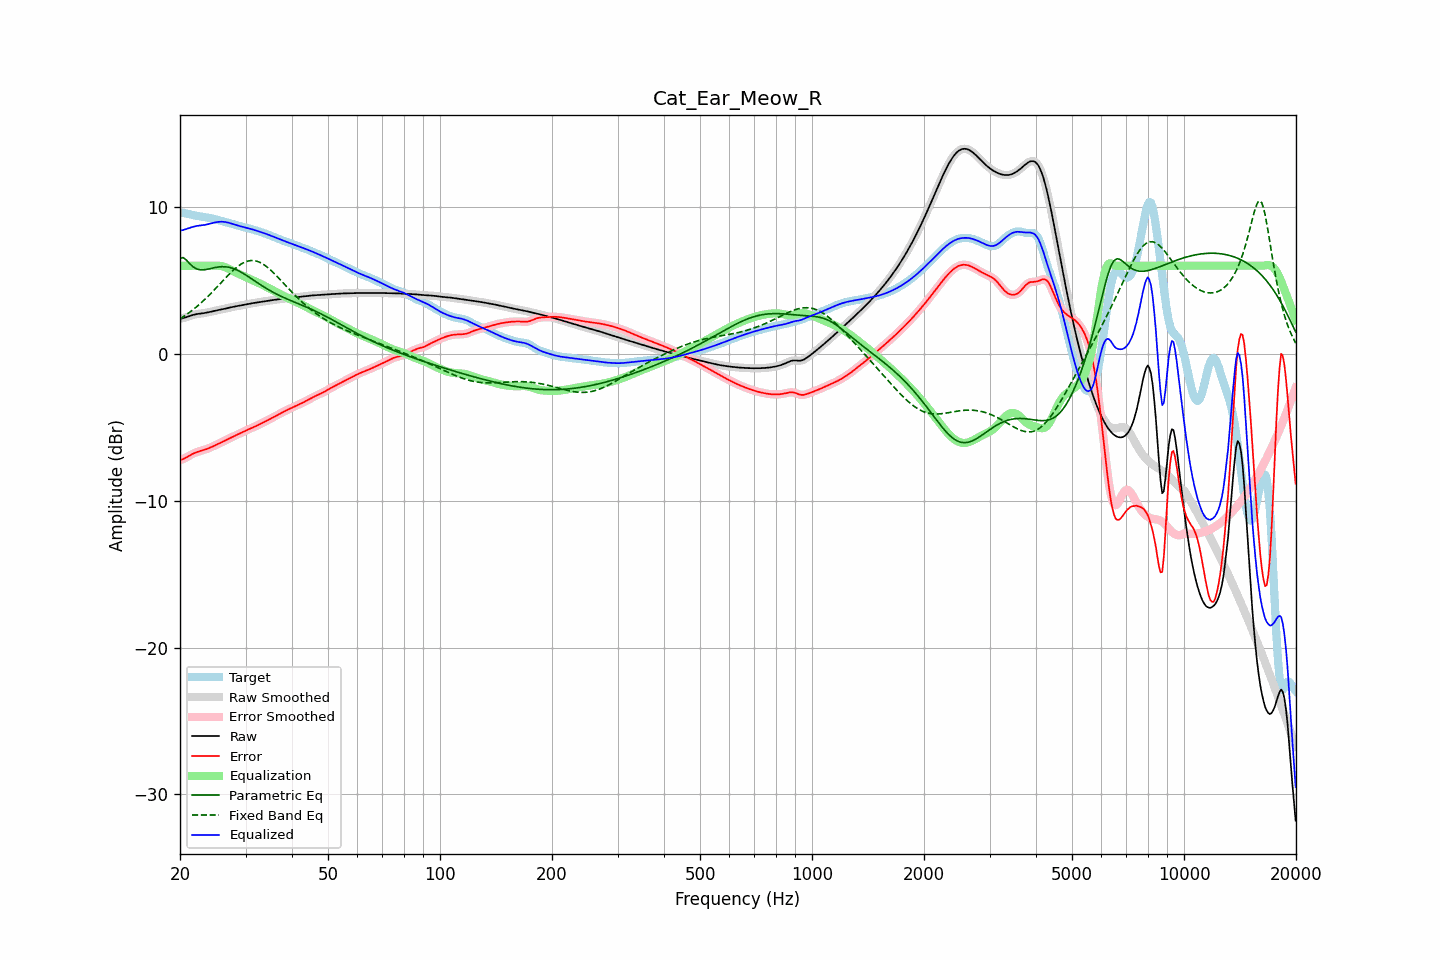 Cat_Ear_Meow_R
Amplitude (dBr)
10
0
−10
−20
−30
Target
Raw Smoothed
Error Smoothed
Raw
Error
Equalization
Parametric Eq
Fixed Band Eq
Equalized
20 50 100 200 500 1000 2000 5000 10000 20000
Frequency (Hz)